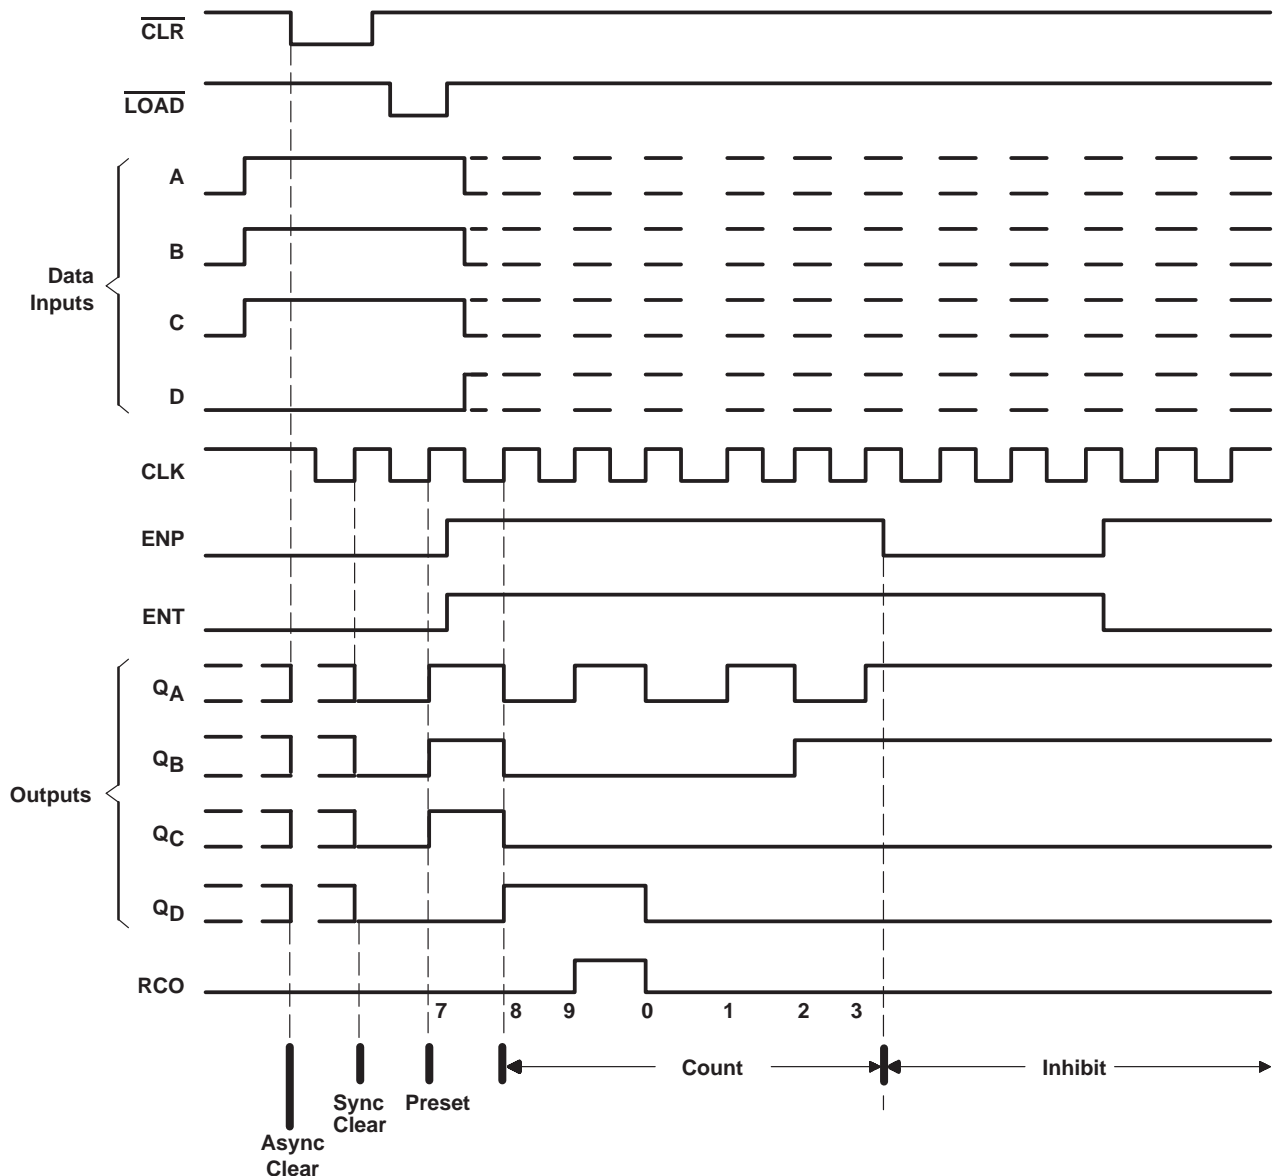 CLR
LOAD
A
B
Data
Inputs
C
D
CLK
ENP
ENT
QA
QB
Outputs
QC
QD
RCO
7 8 9 0 1 2 3
Count Inhibit
Sync
Clear
Preset
Async
Clear